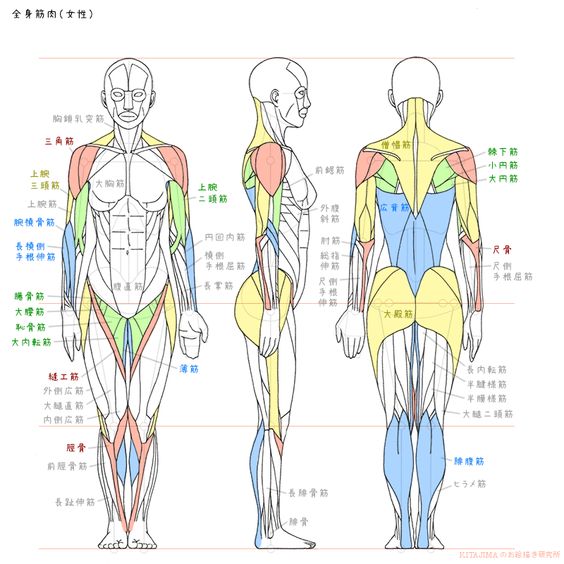 全身筋肉(女性)
胸鎖乳突筋
三角筋
上腕
三頭筋
大胸筋
上腕
二頭筋
上腕筋
腕橈骨筋
長橈側
手根伸筋
円回内筋
橈側
手根屈筋
長掌筋
腹直筋
腸骨筋
大腰筋
恥骨筋
大内転筋
薄筋
縫工筋
外側広筋
大腿直筋
内側広筋
脛骨
前脛骨筋
長趾伸筋
前鋸筋
外腹
斜筋
肘筋
総指
伸筋
尺側
手根
伸筋
長腓骨筋
腓骨
僧帽筋
棘下筋
小円筋
大円筋
広背筋
尺骨
尺側
手根屈筋
大殿筋
長内転筋
半腱様筋
半膜様筋
大腿二頭筋
腓腹筋
ヒラメ筋
KITAJIMAのお絵描き研究所